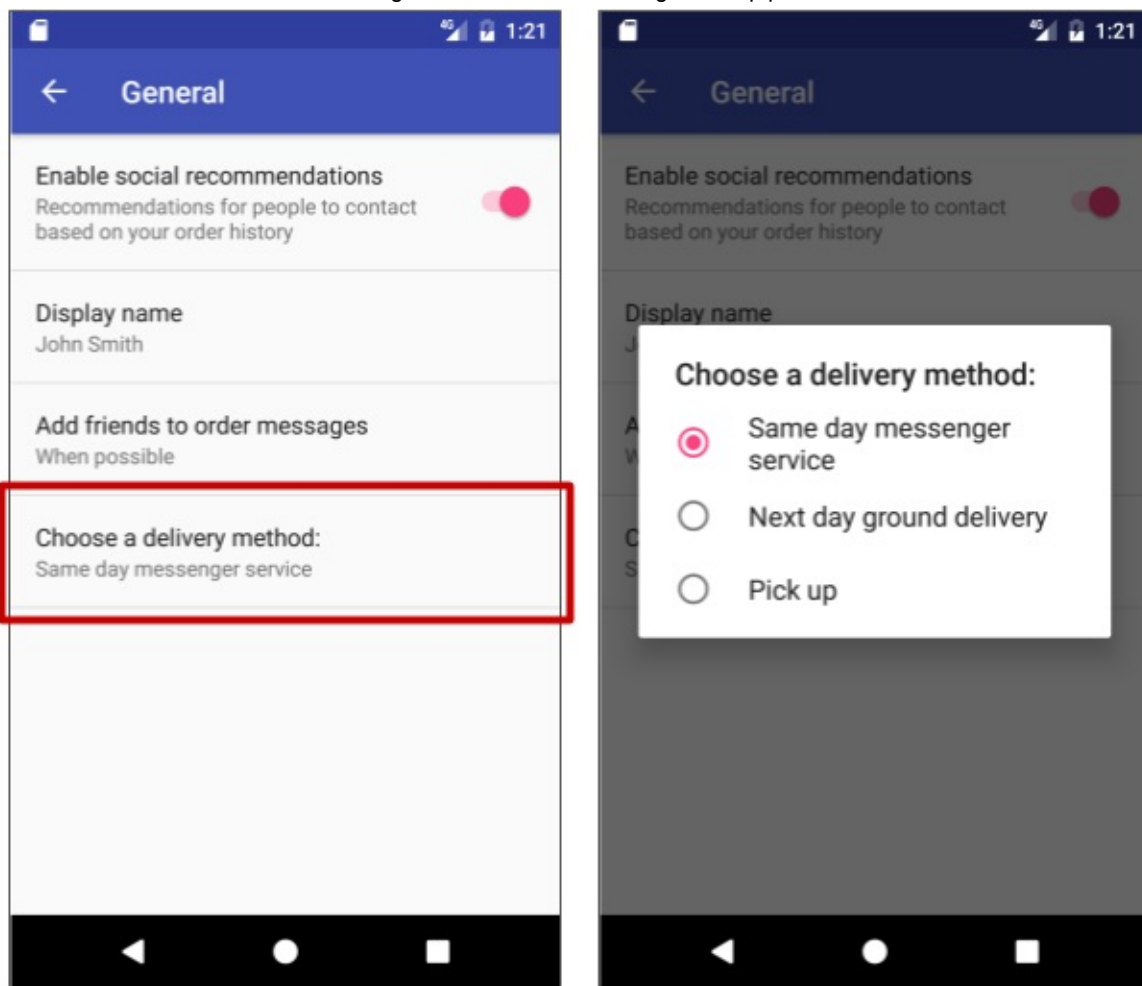 4G 1:21
General
Enable social recommendations
Recommendations for people to contact
based on your order history
Display name
John Smith
Add friends to order messages
When possible
Choose a delivery method:
Same day messenger service
4G 1:21
General
Enable social recommendations
Recommendations for people to contact
based on your order history
Display name
J
A
W
C
S
Choose a delivery method:
Same day messenger
service
Next day ground delivery
Pick up